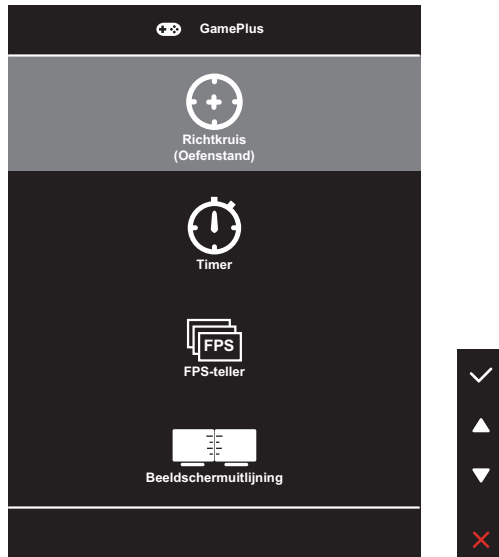 GamePlus
Richtkruis
(Oefenstand)
Timer
FPS
FPS-teller
Beeldschermuitlijning